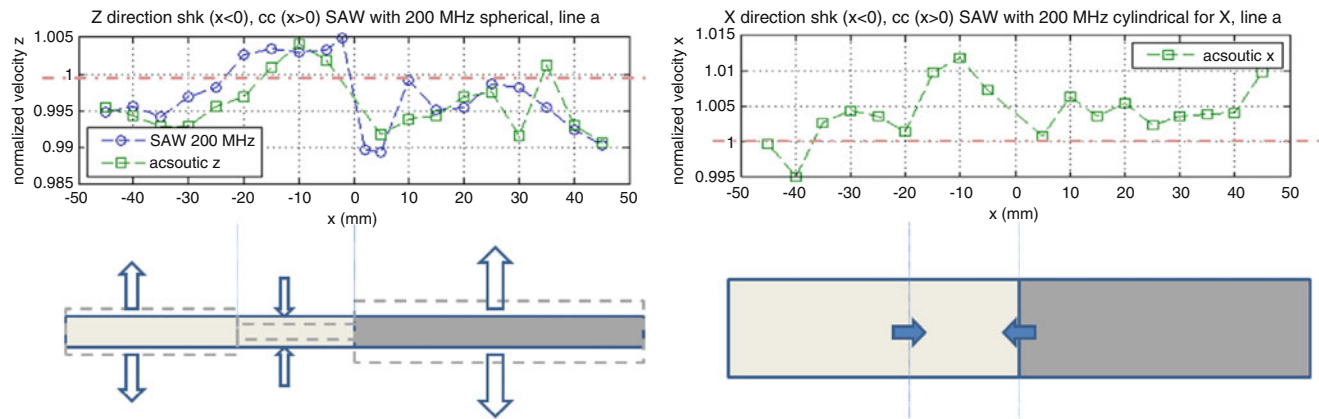 Z direction shk (x<0), cc (x>0) SAW with 200 MHz spherical, line a
normalized velocity z
1.005
1
0.995
0.99
0.985
SAW 200 MHz
acsoutic z
-50 -40 -30 -20 -10 0 10 20 30 40 50
x (mm)
X direction shk (x<0), cc (x>0) SAW with 200 MHz cylindrical for X, line a
normalized velocity x
1.015
1.01
1.005
1
0.995
acsoutic x
-50 -40 -30 -20 -10 0 10 20 30 40 50
x (mm)